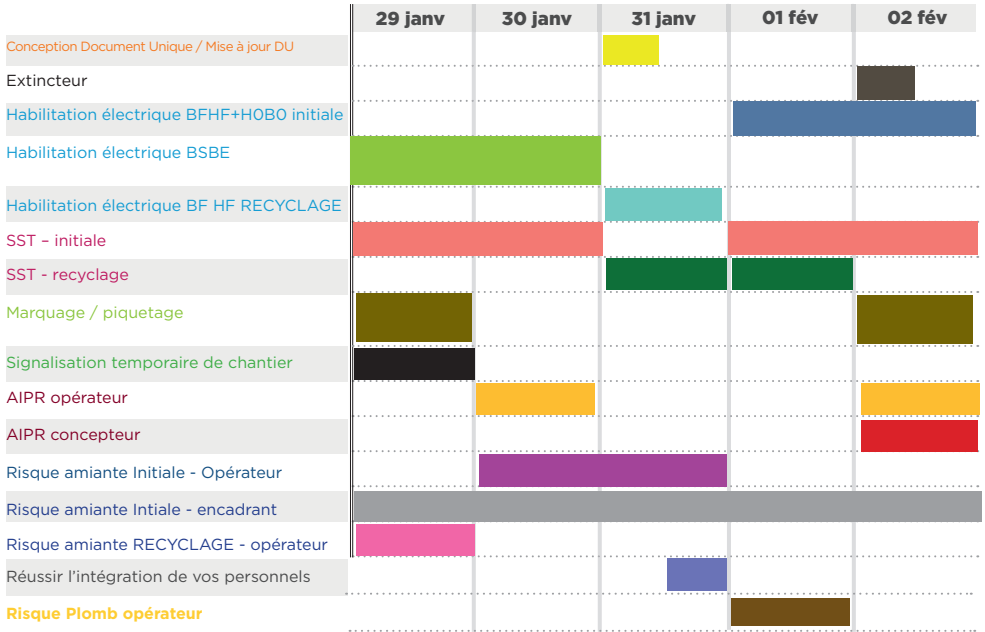 29 janv 30 janv 31 janv 01 fév 02 fév
Conception Document Unique / Mise à jour DU
Extincteur
Habilitation électrique BFHF+H0B0 initiale
Habilitation électrique BSBE
Habilitation électrique BF HF RECYCLAGE
SST – initiale
SST - recyclage
Marquage / piquetage
Signalisation temporaire de chantier
AIPR opérateur
AIPR concepteur
Risque amiante Initiale - Opérateur
Risque amiante Intiale - encadrant
Risque amiante RECYCLAGE - opérateur
Réussir l'intégration de vos personnels
Risque Plomb opérateur